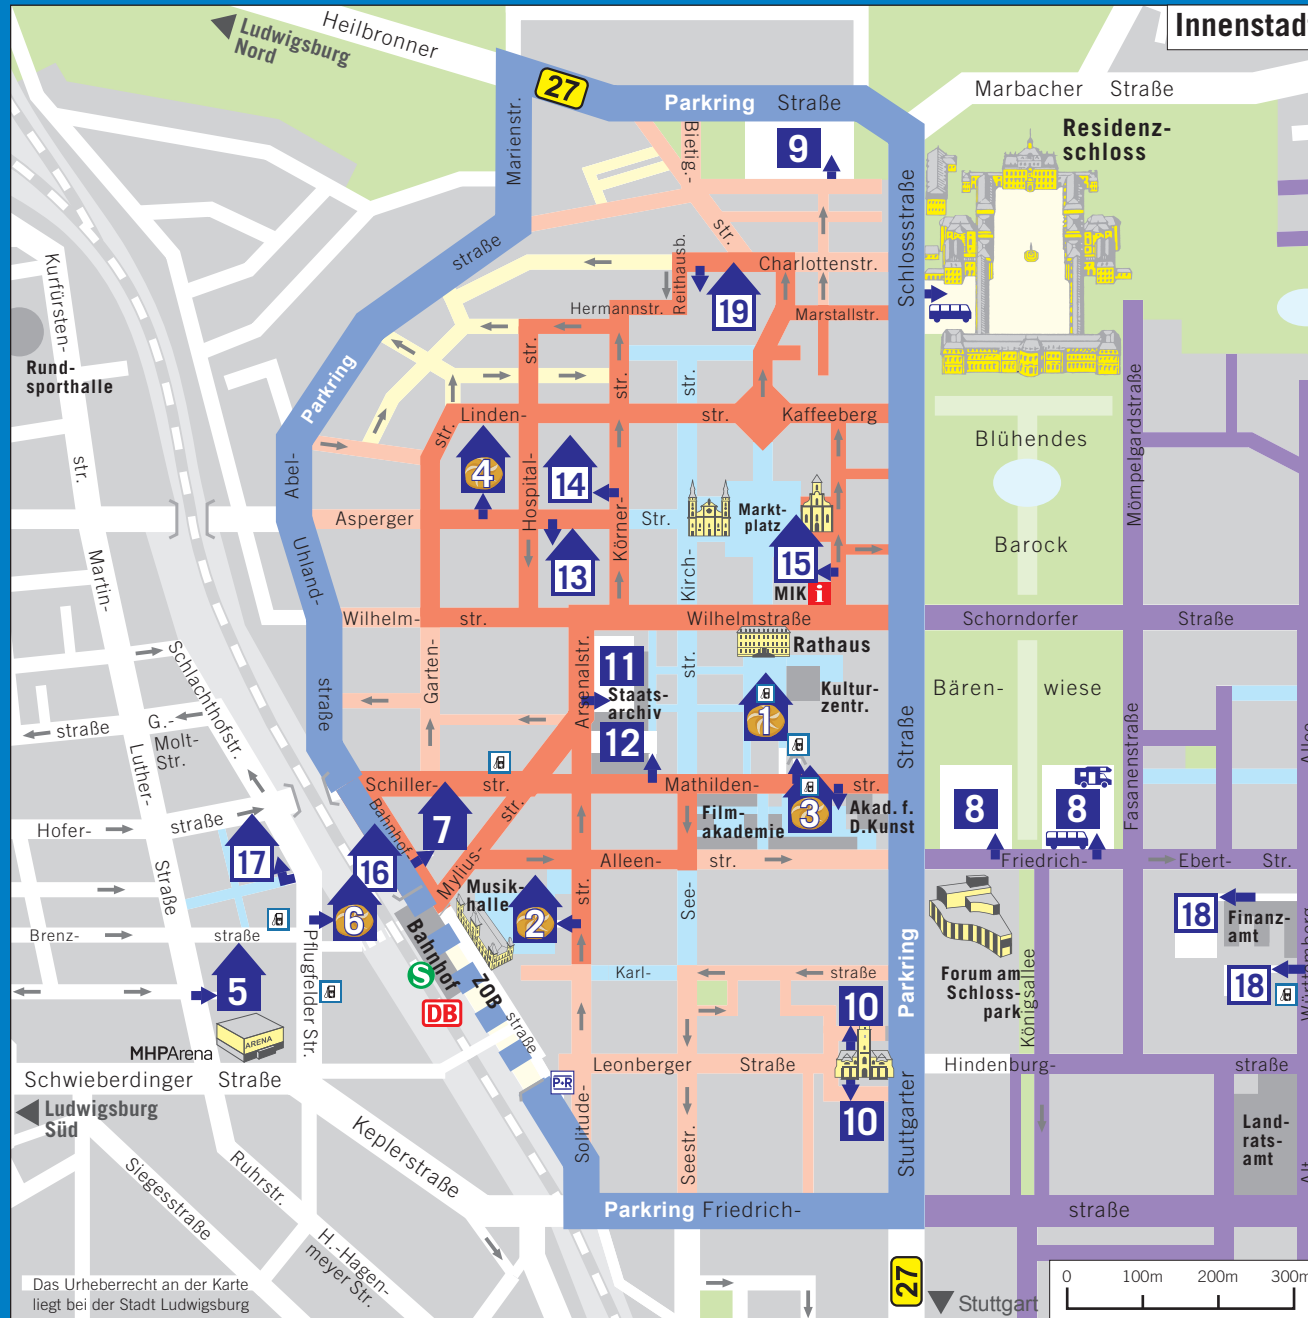 Innenstadt
Ludwigsburg
Nord
Heilbronner
27
Parkring Straße
Marbacher Straße
Residenz-
schloss
Marienstr.
Bietig.-
str.
9
Schlossstraße
straße
Parkring
Reithausb.
Charlottenstr.
Hermannstr.
19
Marstallstr.
Kurfürsten-
str.
Rund-
sporthalle
str.
str.
str.
Linden-
str.
Kaffeeberg
str.
Blühendes
Barock
Mömpelgardstraße
4
14
Hospital-
Körner-
Abel-
Asperger
Str.
Markt-
platz
Kirch-
13
15
MIK i
Uhland-
Martin-
Wilhelm-
str.
Wilhelmstraße
Schorndorfer
Straße
Rathaus
Schlachthofstr.
straße
Garten-
Arsenalstr.
11
Staats-
archiv
12
str.
1
Kultur-
zentr.
Bären-
wiese
straße
G.-
Molt-
Str.
Luther-
Straße
Fasanenstraße
Allee
Schiller-
str.
str.
Mathilden-
str.
Hofer-
straße
Bahnhof-
7
Film-
akademie
3
Akad. f.
D.Kunst
8
8
17
16
Mylius-
Alleen-
str.
Friedrich-
Ebert-
Str.
Straße
Musik-
halle
2
str.
See-
6
Brenz-
straße
Bahnhof
18
Finanz-
amt
Parkring
Pflugfelder Str.
5
S
DB
ZOB
straße
Karl-
straße
Forum am
Schloss-
park
Königsallee
18
Württemberg
ARENA
MHPArena
10
Leonberger
Straße
Hindenburg-
straße
Schwieberdinger
Straße
P+R
Ludwigsburg
Süd
Solitude-
Seestr.
10
Stuttgarter
Land-
rats-
amt
Alt
Keplerstraße
Siegesstraße
Ruhrstr.
H.-Hagen-
meyer Str.
Parkring Friedrich-
straße
27
Stuttgart
0 100m 200m 300m
Das Urheberrecht an der Karte
liegt bei der Stadt Ludwigsburg